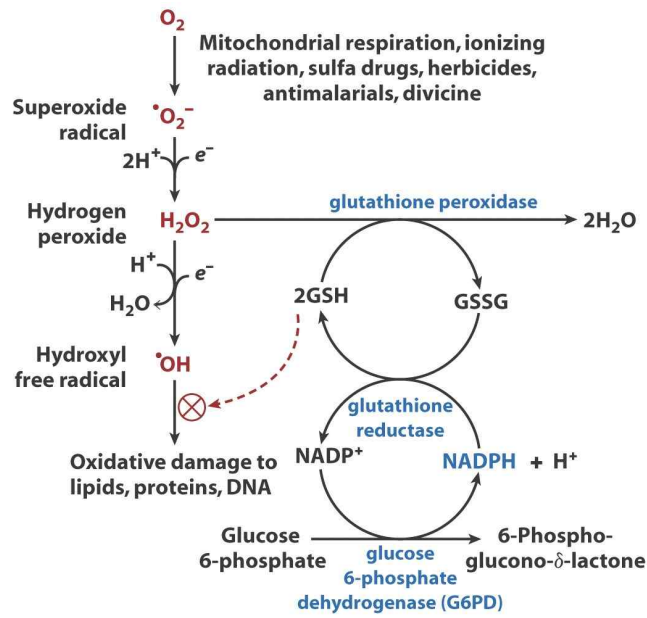 O₂
Mitochondrial respiration, ionizing
radiation, sulfa drugs, herbicides,
antimalarials, divicine
Superoxide
radical
•O₂⁻
2H⁺
e⁻
glutathione peroxidase
Hydrogen
peroxide
H₂O₂
2H₂O
H⁺
e⁻
H₂O
2GSH
GSSG
Hydroxyl
free radical
•OH
glutathione
reductase
Oxidative damage to
lipids, proteins, DNA
NADP⁺
NADPH + H⁺
Glucose
6-phosphate
glucose
6-phosphate
dehydrogenase (G6PD)
6-Phospho-
glucono-δ-lactone